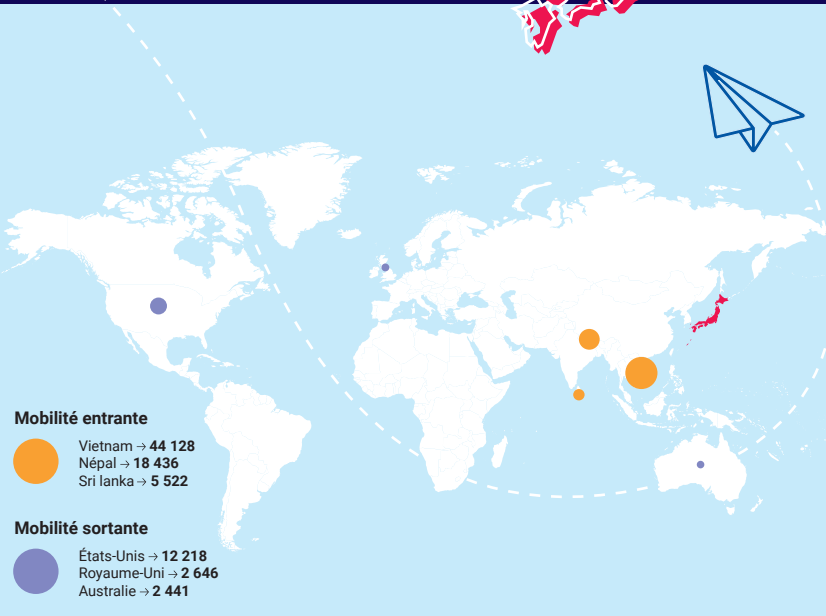 Mobilité entrante
Vietnam → 44 128
Népal → 18 436
Sri lanka → 5 522
Mobilité sortante
États-Unis → 12 218
Royaume-Uni → 2 646
Australie → 2 441